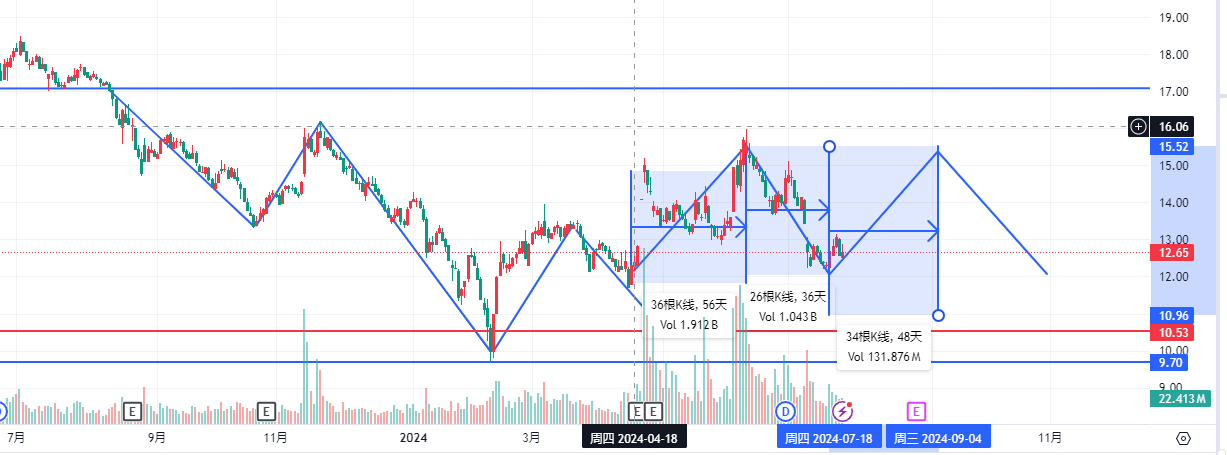 19.00
18.00
17.00
16.06
15.52
15.00
14.00
13.00
12.65
12.00
36根K线, 56天
Vol 1.912 B
26根K线, 36天
Vol 1.043 B
34根K线, 48天
Vol 131.876 M
10.96
10.53
10.00
9.70
9.00
22.413 M
E
E
E
E
D
E
7月
9月
11月
2024
3月
周四 2024-04-18
周四 2024-07-18
周三 2024-09-04
11月